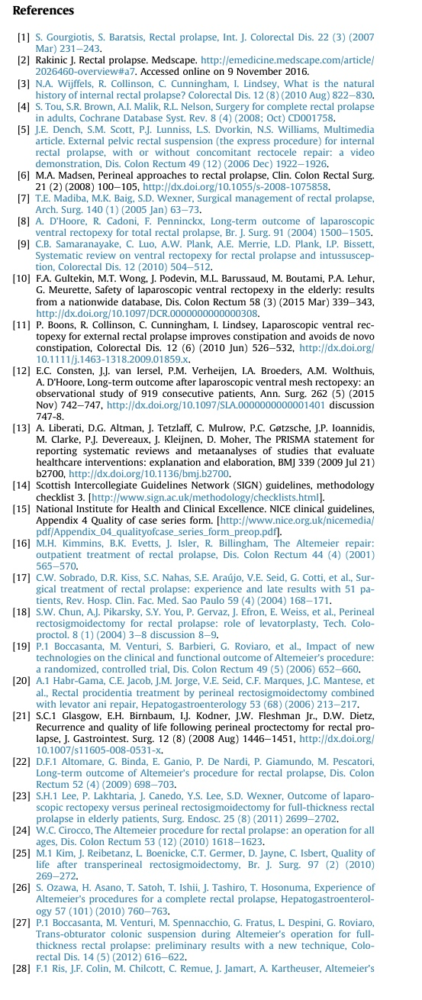 References
[1] S. Gourgiotis, S. Baratsis, Rectal prolapse, Int. J. Colorectal Dis. 22 (3) (2007
Mar) 231–243.
[2] Rakinic J. Rectal prolapse. Medscape. http://emedicine.medscape.com/article/
2026460-overview#a7. Accessed online on 9 November 2016.
[3] N.A. Wijffels, R. Collinson, C. Cunningham, I. Lindsey, What is the natural
history of internal rectal prolapse? Colorectal Dis. 12 (8) (2010 Aug) 822–830.
[4] S. Tou, S.R. Brown, A.I. Malik, R.L. Nelson, Surgery for complete rectal prolapse
in adults, Cochrane Database Syst. Rev. 8 (4) (2008; Oct) CD001758.
[5] J.E. Dench, S.M. Scott, P.J. Lunniss, L.S. Dvorkin, N.S. Williams, Multimedia
article. External pelvic rectal suspension (the express procedure) for internal
rectal prolapse, with or without concomitant rectocele repair: a video
demonstration, Dis. Colon Rectum 49 (12) (2006 Dec) 1922–1926.
[6] M.A. Madsen, Perineal approaches to rectal prolapse, Clin. Colon Rectal Surg.
21 (2) (2008) 100–105, http://dx.doi.org/10.1055/s-2008-1075858.
[7] T.E. Madiba, M.K. Baig, S.D. Wexner, Surgical management of rectal prolapse,
Arch. Surg. 140 (1) (2005 Jan) 63–73.
[8] A. D'Hoore, R. Cadoni, F. Penninckx, Long-term outcome of laparoscopic
ventral rectopexy for total rectal prolapse, Br. J. Surg. 91 (2004) 1500–1505.
[9] C.B. Samaranayake, C. Luo, A.W. Plank, A.E. Merrie, L.D. Plank, I.P. Bissett,
Systematic review on ventral rectopexy for rectal prolapse and intussuscep-
tion, Colorectal Dis. 12 (2010) 504–512.
[10] F.A. Gultekin, M.T. Wong, J. Podevin, M.L. Barussaud, M. Boutami, P.A. Lehur,
G. Meurette, Safety of laparoscopic ventral rectopexy in the elderly: results
from a nationwide database, Dis. Colon Rectum 58 (3) (2015 Mar) 339–343,
http://dx.doi.org/10.1097/DCR.0000000000000308.
[11] P. Boons, R. Collinson, C. Cunningham, I. Lindsey, Laparoscopic ventral rec-
topexy for external rectal prolapse improves constipation and avoids de novo
constipation, Colorectal Dis. 12 (6) (2010 Jun) 526–532, http://dx.doi.org/
10.1111/j.1463-1318.2009.01859.x.
[12] E.C. Consten, J.J. van Iersel, P.M. Verheijen, I.A. Broeders, A.M. Wolthuis,
A. D'Hoore, Long-term outcome after laparoscopic ventral mesh rectopexy: an
observational study of 919 consecutive patients, Ann. Surg. 262 (5) (2015
Nov) 742–747, http://dx.doi.org/10.1097/SLA.0000000000001401 discussion
747-8.
[13] A. Liberati, D.G. Altman, J. Tetzlaff, C. Mulrow, P.C. Gøtzsche, J.P. Ioannidis,
M. Clarke, P.J. Devereaux, J. Kleijnen, D. Moher, The PRISMA statement for
reporting systematic reviews and metaanalyses of studies that evaluate
healthcare interventions: explanation and elaboration, BMJ 339 (2009 Jul 21)
b2700, http://dx.doi.org/10.1136/bmj.b2700.
[14] Scottish Intercollegiate Guidelines Network (SIGN) guidelines, methodology
checklist 3. [http://www.sign.ac.uk/methodology/checklists.html].
[15] National Institute for Health and Clinical Excellence. NICE clinical guidelines,
Appendix 4 Quality of case series form. [http://www.nice.org.uk/nicemedia/
pdf/Appendix_04_qualityofcase_series_form_preop.pdf].
[16] M.H. Kimmins, B.K. Evetts, J. Isler, R. Billingham, The Altemeier repair:
outpatient treatment of rectal prolapse, Dis. Colon Rectum 44 (4) (2001)
565–570.
[17] C.W. Sobrado, D.R. Kiss, S.C. Nahas, S.E. Araújo, V.E. Seid, G. Cotti, et al., Sur-
gical treatment of rectal prolapse: experience and late results with 51 pa-
tients, Rev. Hosp. Clin. Fac. Med. Sao Paulo 59 (4) (2004) 168–171.
[18] S.W. Chun, A.J. Pikarsky, S.Y. You, P. Gervaz, J. Efron, E. Weiss, et al., Perineal
rectosigmoidectomy for rectal prolapse: role of levatorplasty, Tech. Colo-
proctol. 8 (1) (2004) 3–8 discussion 8–9.
[19] P.1 Boccasanta, M. Venturi, S. Barbieri, G. Roviaro, et al., Impact of new
technologies on the clinical and functional outcome of Altemeier's procedure:
a randomized, controlled trial, Dis. Colon Rectum 49 (5) (2006) 652–660.
[20] A.1 Habr-Gama, C.E. Jacob, J.M. Jorge, V.E. Seid, C.F. Marques, J.C. Mantese, et
al., Rectal procidentia treatment by perineal rectosigmoidectomy combined
with levator ani repair, Hepatogastroenterology 53 (68) (2006) 213–217.
[21] S.C.1 Glasgow, E.H. Birnbaum, I.J. Kodner, J.W. Fleshman Jr., D.W. Dietz,
Recurrence and quality of life following perineal proctectomy for rectal pro-
lapse, J. Gastrointest. Surg. 12 (8) (2008 Aug) 1446–1451, http://dx.doi.org/
10.1007/s11605-008-0531-x.
[22] D.F.1 Altomare, G. Binda, E. Ganio, P. De Nardi, P. Giamundo, M. Pescatori,
Long-term outcome of Altemeier's procedure for rectal prolapse, Dis. Colon
Rectum 52 (4) (2009) 698–703.
[23] S.H.1 Lee, P. Lakhtaria, J. Canedo, Y.S. Lee, S.D. Wexner, Outcome of laparo-
scopic rectopexy versus perineal rectosigmoidectomy for full-thickness rectal
prolapse in elderly patients, Surg. Endosc. 25 (8) (2011) 2699–2702.
[24] W.C. Cirocco, The Altemeier procedure for rectal prolapse: an operation for all
ages, Dis. Colon Rectum 53 (12) (2010) 1618–1623.
[25] M.1 Kim, J. Reibetanz, L. Boenicke, C.T. Germer, D. Jayne, C. Isbert, Quality of
life after transperineal rectosigmoidectomy, Br. J. Surg. 97 (2) (2010)
269–272.
[26] S. Ozawa, H. Asano, T. Satoh, T. Ishii, J. Tashiro, T. Hosonuma, Experience of
Altemeier's procedures for a complete rectal prolapse, Hepatogastroenterol-
ogy 57 (101) (2010) 760–763.
[27] P.1 Boccasanta, M. Venturi, M. Spennacchio, G. Fratus, L. Despini, G. Roviaro,
Trans-obturator colonic suspension during Altemeier's operation for full-
thickness rectal prolapse: preliminary results with a new technique, Colo-
rectal Dis. 14 (5) (2012) 616–622.
[28] F.1 Ris, J.F. Colin, M. Chilcott, C. Remue, J. Jamart, A. Kartheuser, Altemeier's